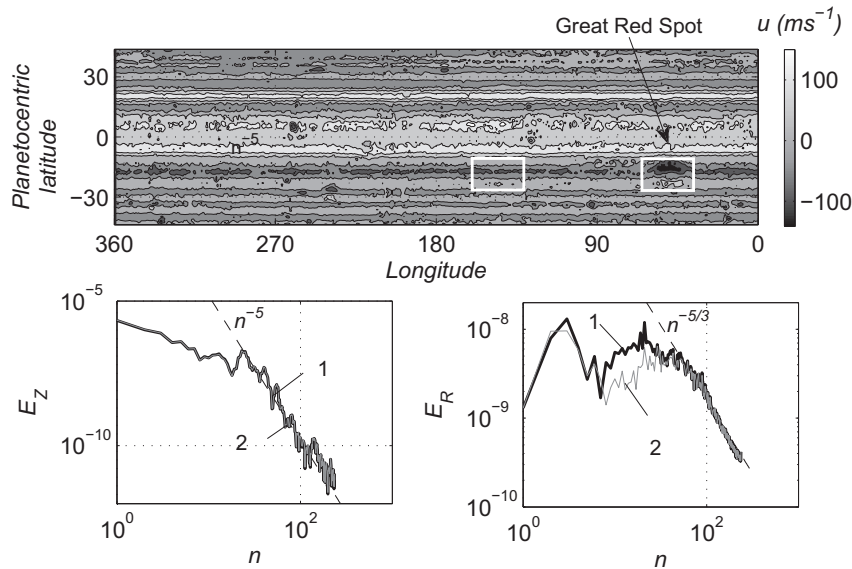 Great Red Spot
u (ms⁻¹)
Planetocentric
latitude
30
0
−30
n⁻⁵
100
0
−100
360
270
180
90
0
Longitude
E_Z
10⁻⁵
10⁻¹⁰
n⁻⁵
1
2
10⁰
10²
n
E_R
10⁻⁸
10⁻⁹
10⁻¹⁰
1
n⁻⁵/³
2
10⁰
10²
n